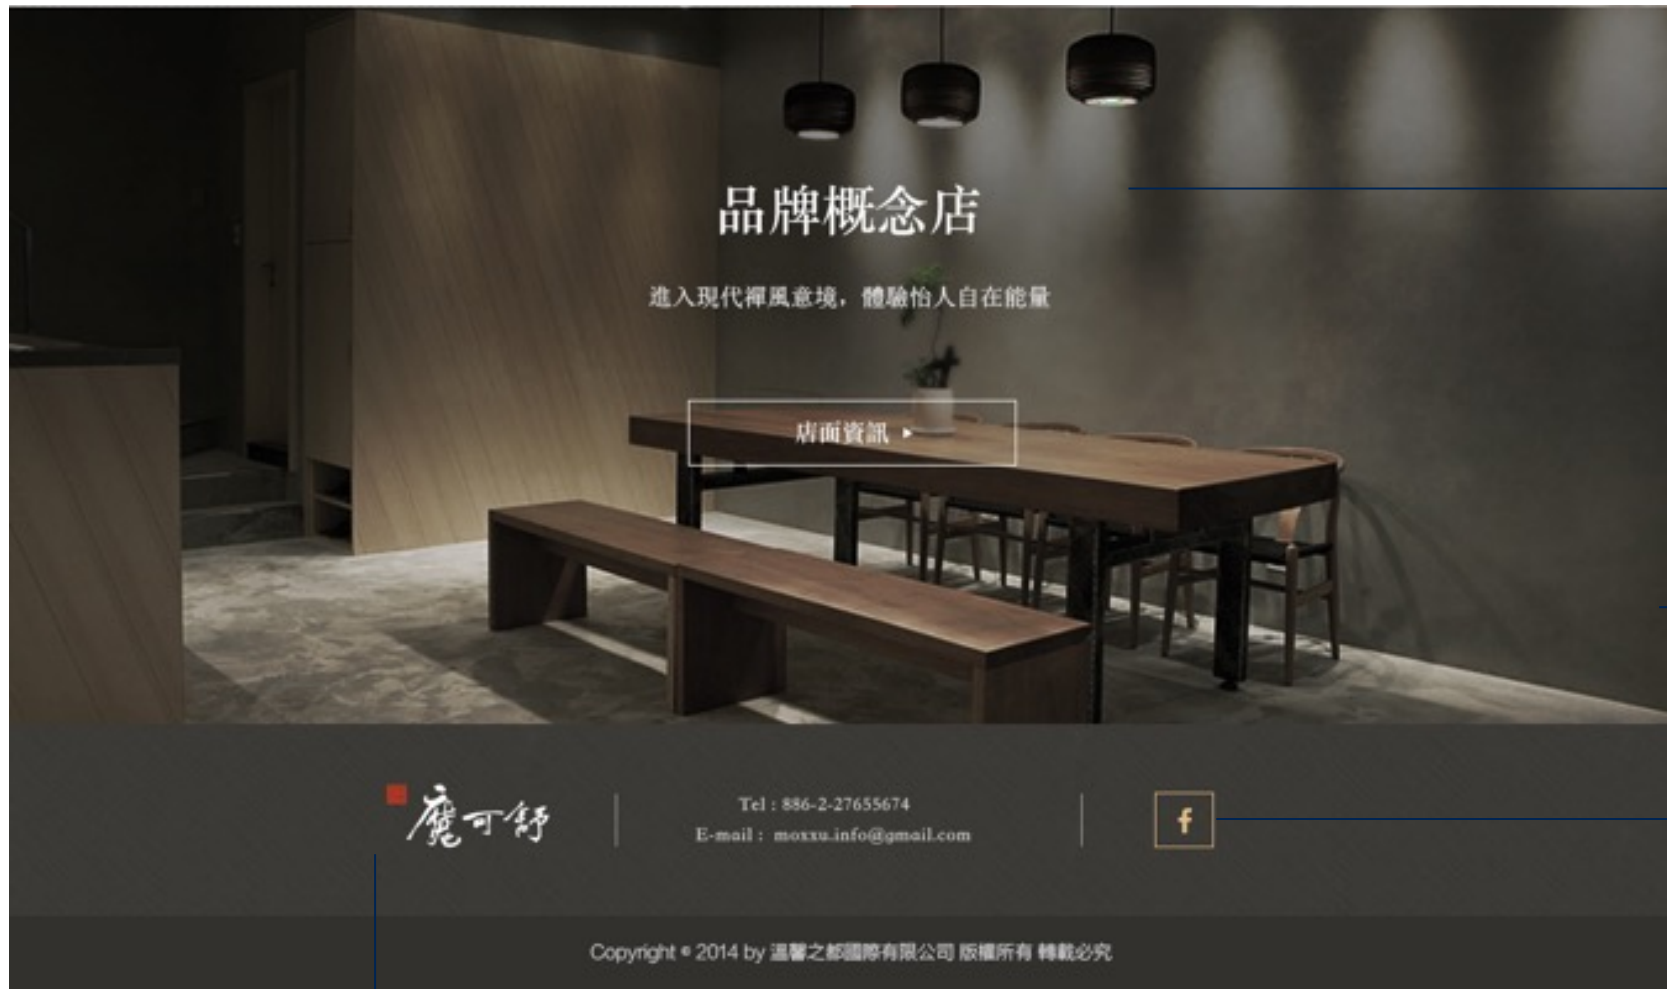 品牌概念店
進入現代禪風意境，體驗怡人自在能量
店面資訊 ▸
魔可舒
Tel : 886-2-27655674
E-mail : moxxu.info@gmail.com
f
Copyright © 2014 by 溫馨之都國際有限公司 版權所有 轉載必究